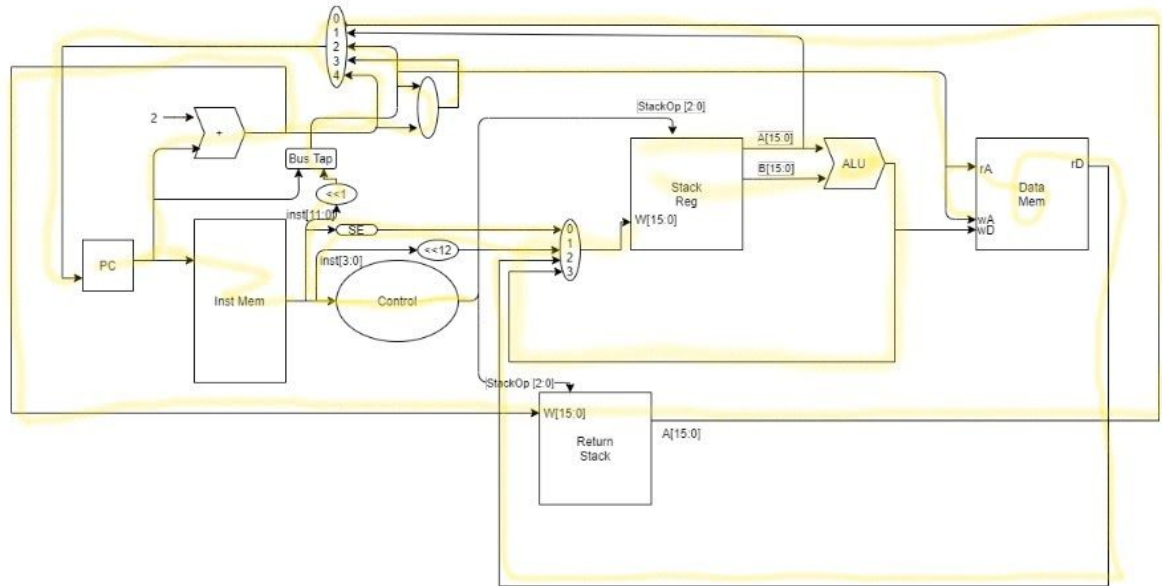 0
1
2
3
4
StackOp [2:0]
2
+
A[15:0]
Bus Tap
B[15:0]
ALU
rA
rD
Stack
Reg
Data
Mem
<<1
inst[11:0]
W[15:0]
wA
wD
SE
0
1
2
3
<<12
inst[3:0]
PC
Inst Mem
Control
StackOp [2:0]
W[15:0]
A[15:0]
Return
Stack